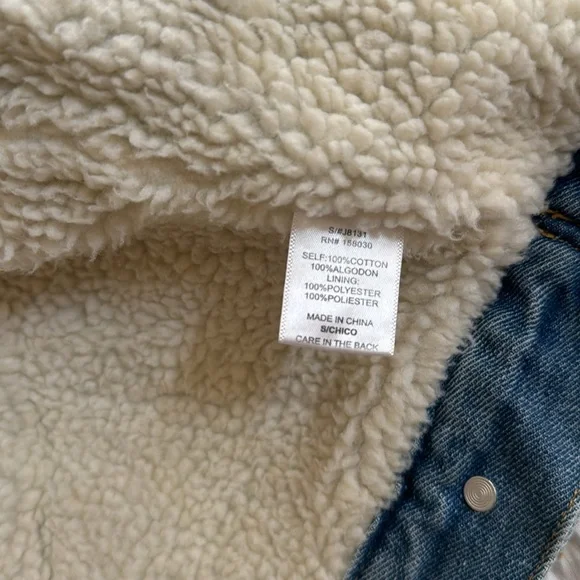 S/#J8131
RN# 158030
SELF:100%COTTON
100%ALGODON
LINING:
100%POLYESTER
100%POLIESTER
MADE IN CHINA
S/CHICO
CARE IN THE BACK